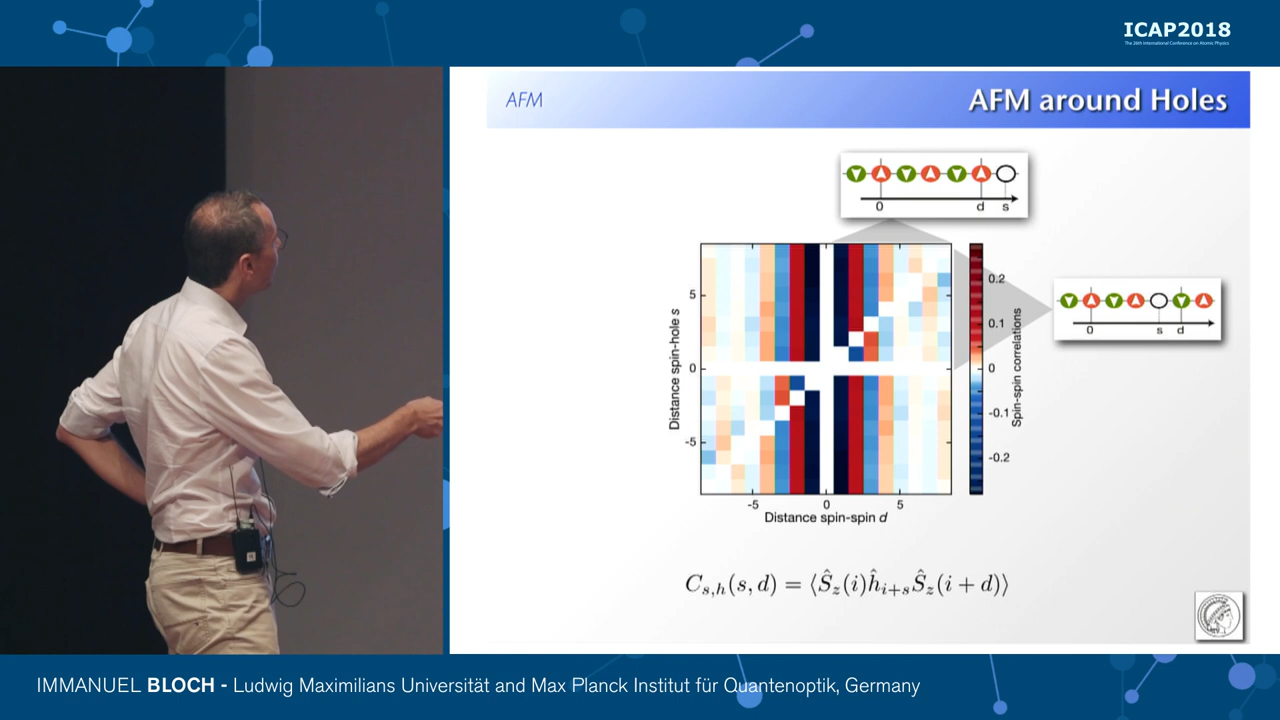 ICAP2018
The 26th International Conference on Atomic Physics
AFM
AFM around Holes
0 d s
0 s d
Distance spin-hole s
5
0
-5
-5 0 5
Distance spin-spin d
0.2
0.1
0
-0.1
-0.2
Spin-spin correlations
C_{s,h}(s, d) = ⟨Ŝ_z(i)ĥ_{i+s}Ŝ_z(i + d)⟩
IMMANUEL BLOCH - Ludwig Maximilians Universität and Max Planck Institut für Quantenoptik, Germany